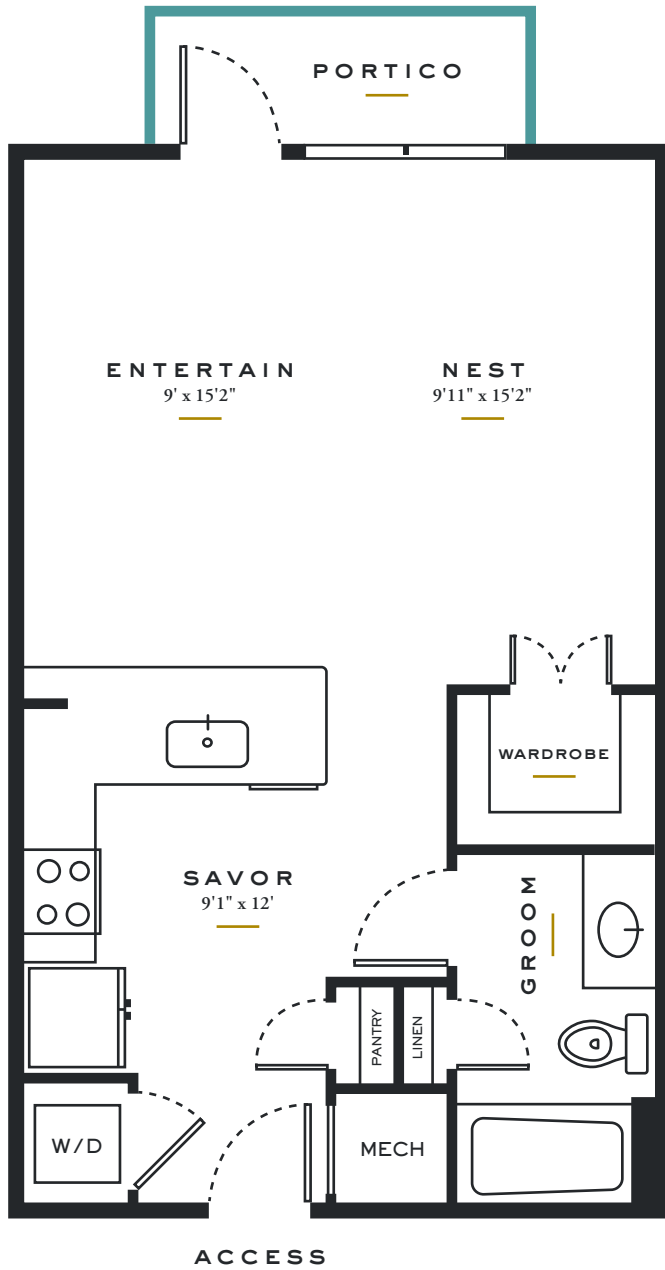 PORTICO
ENTERTAIN
9' x 15'2"
NEST
9'11" x 15'2"
WARDROBE
SAVOR
9'1" x 12'
GROOM
PANTRY
LINEN
W/D
MECH
ACCESS